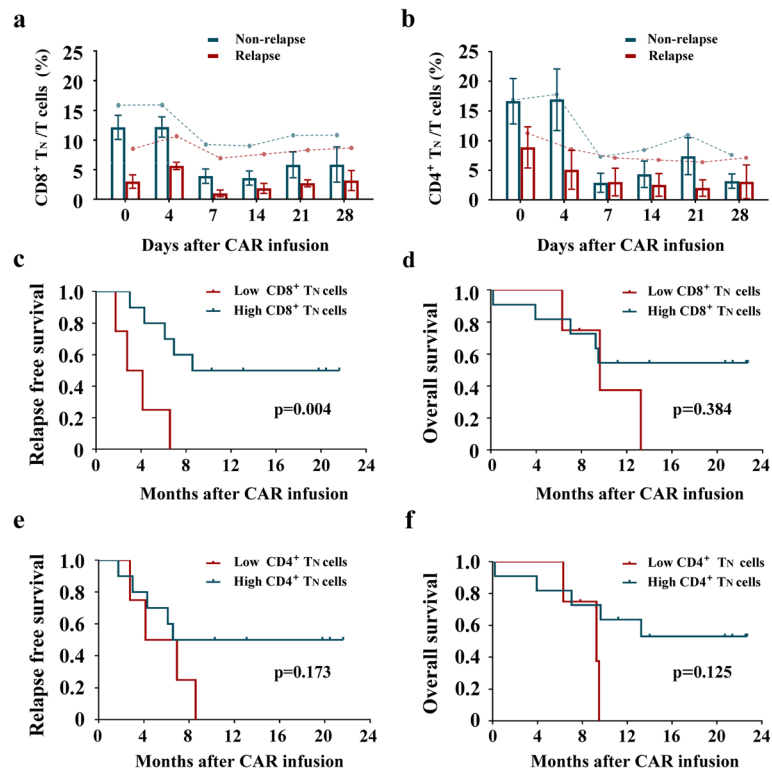 a
Non-relapse
Relapse
CD8⁺ TN /T cells (%)
25
20
15
10
5
0
0 4 7 14 21 28
Days after CAR infusion
b
Non-relapse
Relapse
CD4⁺ TN /T cells (%)
25
20
15
10
5
0
0 4 7 14 21 28
Days after CAR infusion
c
Low CD8⁺ TN cells
High CD8⁺ TN cells
Relapse free survival
1.0
0.8
0.6
0.4
0.2
0
p=0.004
0 4 8 12 16 20 24
Months after CAR infusion
d
Low CD8⁺ TN cells
High CD8⁺ TN cells
Overall survival
1.0
0.8
0.6
0.4
0.2
0
p=0.384
0 4 8 12 16 20 24
Months after CAR infusion
e
Low CD4⁺ TN cells
High CD4⁺ TN cells
Relapse free survival
1.0
0.8
0.6
0.4
0.2
0
p=0.173
0 4 8 12 16 20 24
Months after CAR infusion
f
Low CD4⁺ TN cells
High CD4⁺ TN cells
Overall survival
1.0
0.8
0.6
0.4
0.2
0
p=0.125
0 4 8 12 16 20 24
Months after CAR infusion